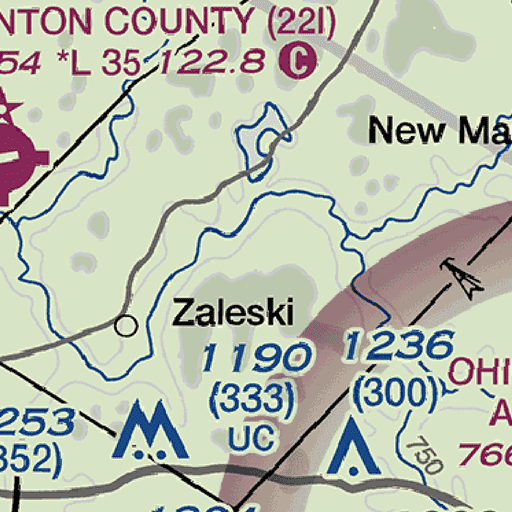 NTON COUNTY (22I)
54 *L 35 122.8 C
New Ma
Zaleski
1190
(333)
UC
1236
(300)
OHI
A
766
253
352)
750